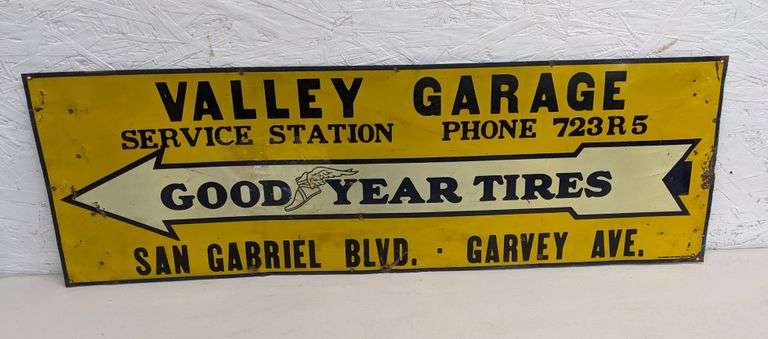 VALLEY GARAGE
SERVICE STATION PHONE 723R5
GOOD YEAR TIRES
SAN GABRIEL BLVD. · GARVEY AVE.